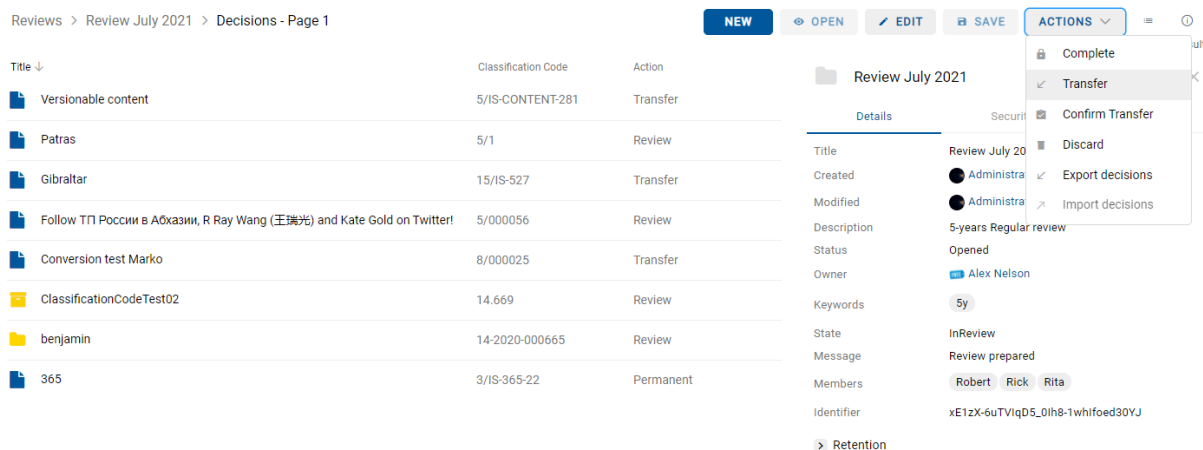 Reviews > Review July 2021 > Decisions - Page 1
NEW
OPEN
EDIT
SAVE
ACTIONS
Title
Classification Code
Action
Versionable content 5/IS-CONTENT-281 Transfer
Patras 5/1 Review
Gibraltar 15/IS-527 Transfer
Follow ТП России в Абхазии, R Ray Wang (王瑞光) and Kate Gold on Twitter! 5/000056 Review
Conversion test Marko 8/000025 Transfer
ClassificationCodeTest02 14.669 Review
benjamin 14-2020-000665 Review
365 3/IS-365-22 Permanent
Complete
Transfer
Confirm Transfer
Discard
Export decisions
Import decisions
Review July 2021
Details
Securit
Title Review July 20
Created Administra
Modified Administra
Description 5-years Regular review
Status Opened
Owner Alex Nelson
Keywords 5y
State InReview
Message Review prepared
Members Robert Rick Rita
Identifier xE1zX-6uTVIqD5_0Ih8-1whIfoed30YJ
Retention